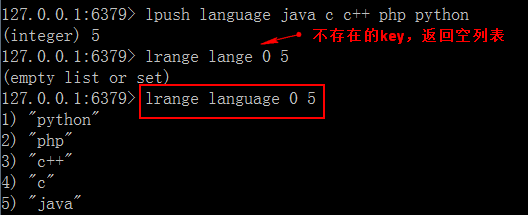 127.0.0.1:6379> lpush language java c c++ php python
(integer) 5
127.0.0.1:6379> lrange lange 0 5
不存在的key，返回空列表
(empty list or set)
127.0.0.1:6379> lrange language 0 5
1) "python"
2) "php"
3) "c++"
4) "c"
5) "java"